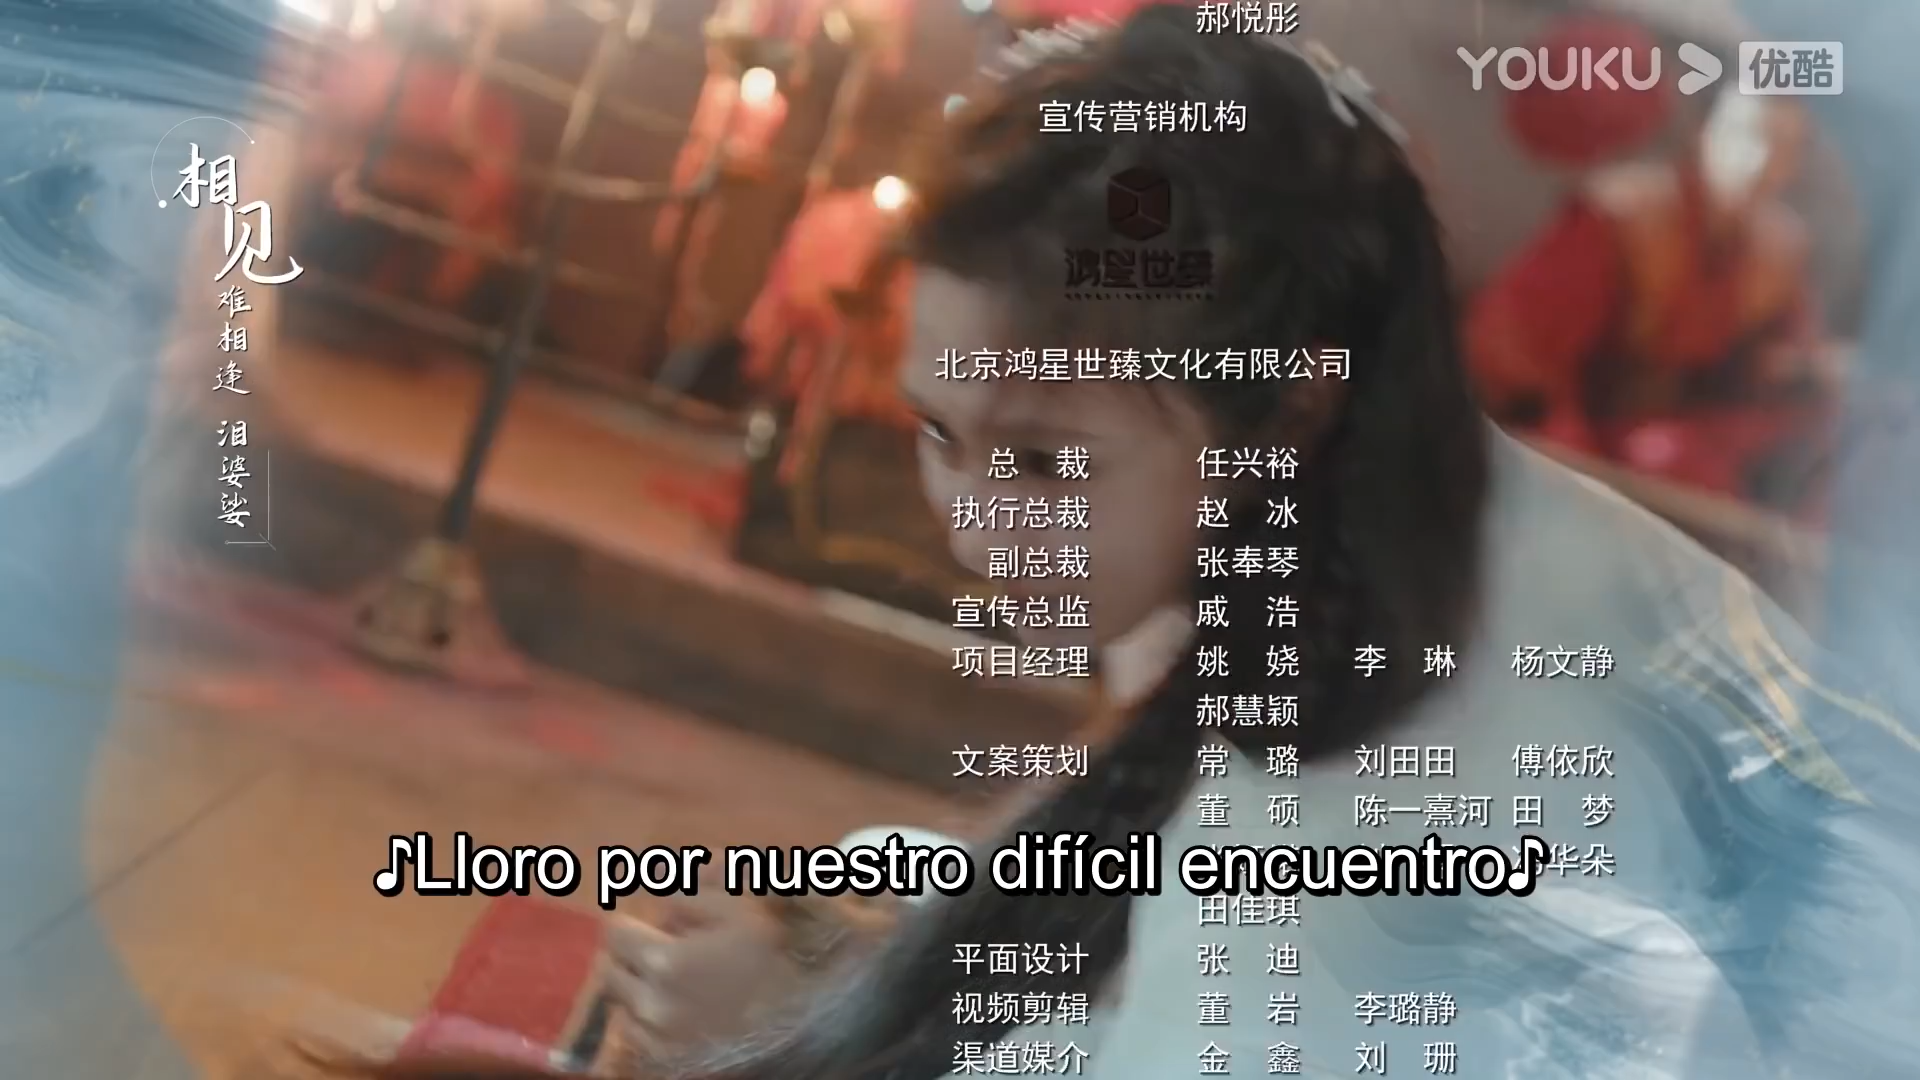 郝悦彤
YOUKU 优酷
宣传营销机构
相见
难相逢 泪婆娑
鸿星世臻
北京鸿星世臻文化有限公司
总 裁 任兴裕
执行总裁 赵 冰
副总裁 张奉琴
宣传总监 戚 浩
项目经理 姚 娆 李 琳 杨文静
郝慧颖
文案策划 常 璐 刘田田 傅依欣
董 硕 陈一熹河 田 梦
华朵
♪Lloro por nuestro difícil encuentro♪
田佳琪
平面设计 张 迪
视频剪辑 董 岩 李璐静
渠道媒介 金 鑫 刘 珊